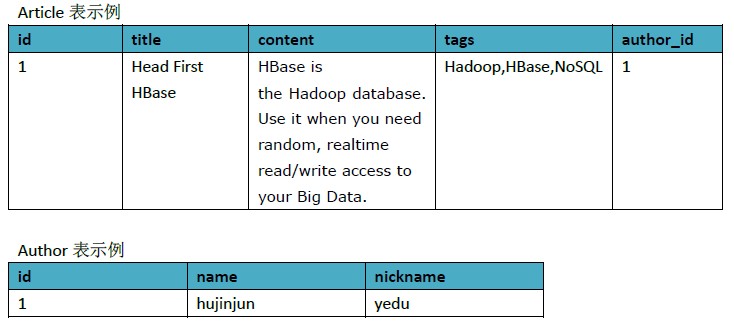 Article 表示例
id title content tags author_id
1 Head First HBase is Hadoop,HBase,NoSQL 1
HBase the Hadoop database.
Use it when you need
random, realtime
read/write access to
your Big Data.
Author 表示例
id name nickname
1 hujinjun yedu